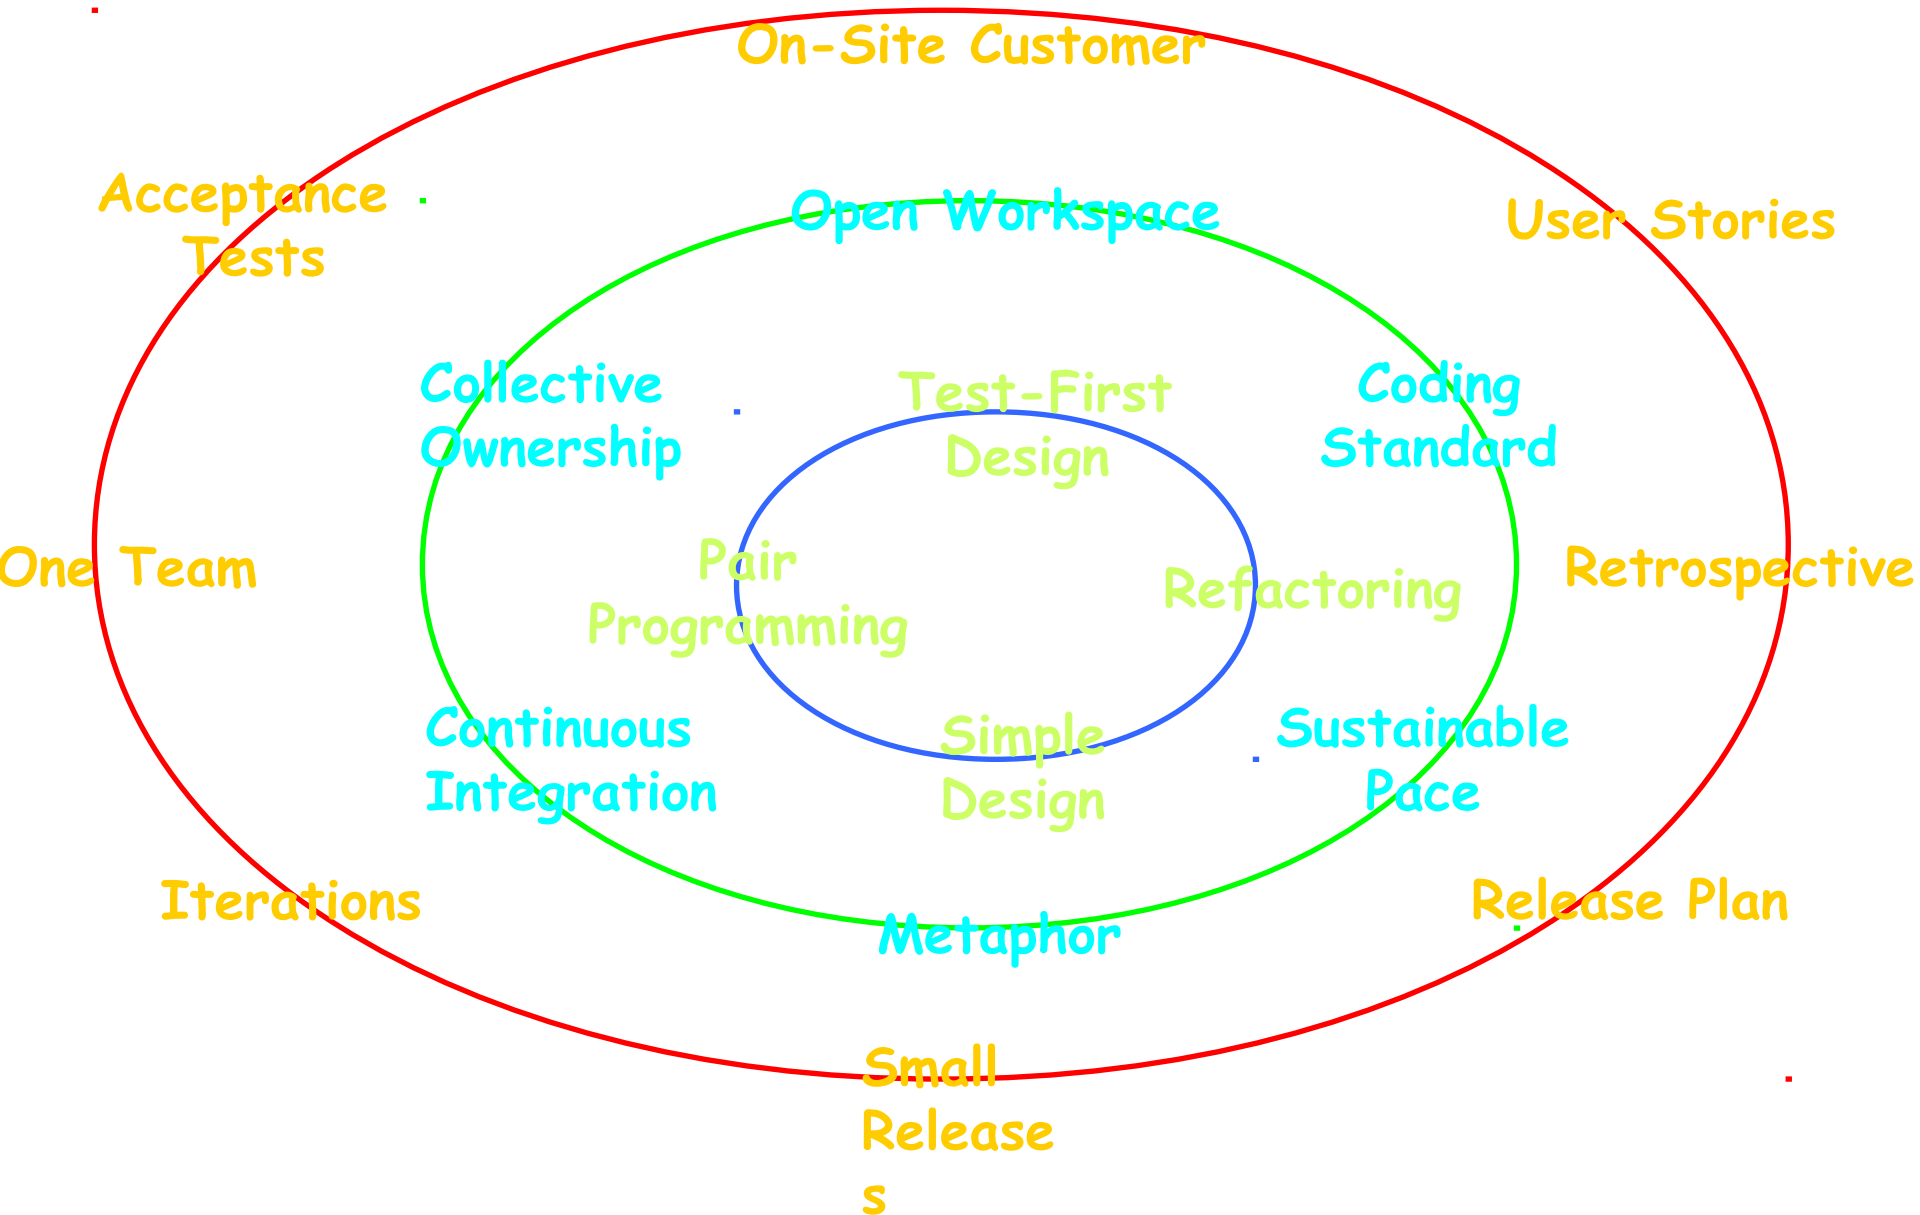 On-Site Customer
Acceptance
Tests
Open Workspace
User Stories
Collective
Ownership
Test-First
Design
Coding
Standard
One Team
Pair
Programming
Refactoring
Retrospective
Continuous
Integration
Simple
Design
Sustainable
Pace
Iterations
Metaphor
Release Plan
Small
Release
s